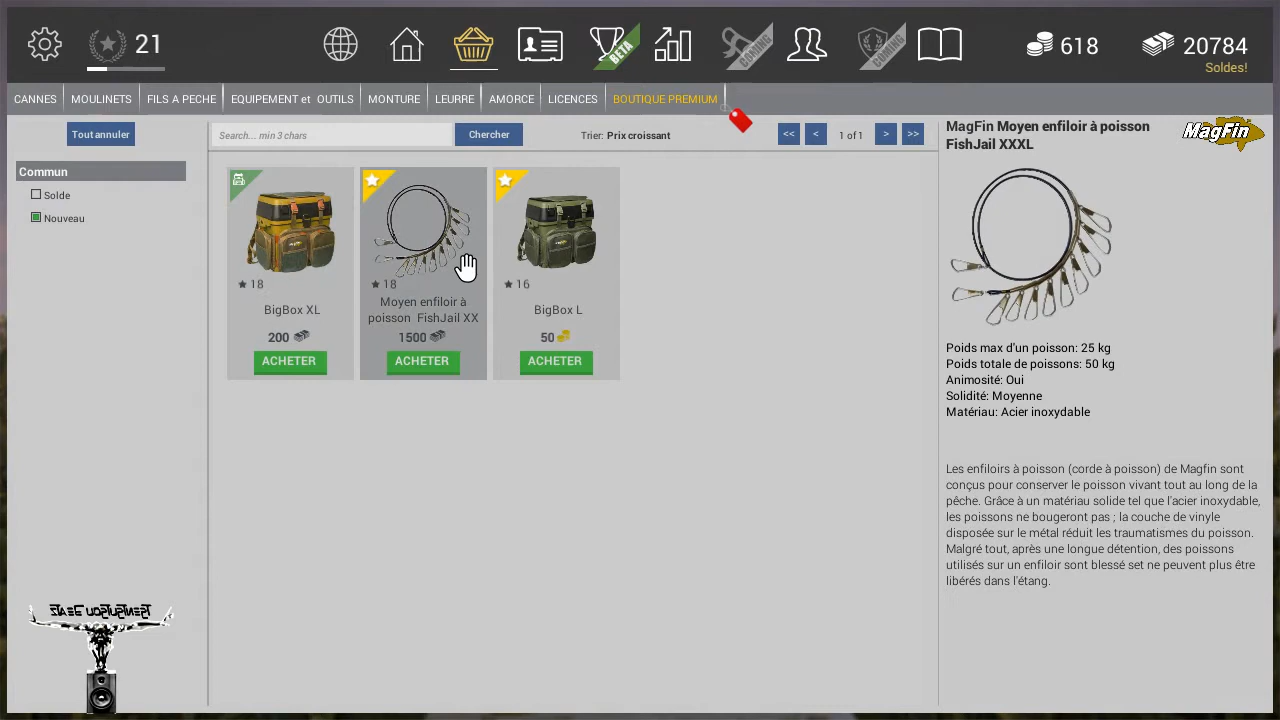 21
BETA
COMING
COMING
618
20784
Soldes!
CANNES
MOULINETS
FILS A PECHE
EQUIPEMENT et OUTILS
MONTURE
LEURRE
AMORCE
LICENCES
BOUTIQUE PREMIUM
Tout annuler
Search... min 3 chars
Chercher
Trier: Prix croissant
<<
<
1 of 1
>
>>
Commun
Solde
Nouveau
18
BigBox XL
200
ACHETER
18
Moyen enfiloir à
poisson FishJail XX
1500
ACHETER
16
BigBox L
50
ACHETER
MagFin Moyen enfiloir à poisson
FishJail XXXL
MagFin
Poids max d'un poisson: 25 kg
Poids totale de poissons: 50 kg
Animosité: Oui
Solidité: Moyenne
Matériau: Acier inoxydable
Les enfiloirs à poisson (corde à poisson) de Magfin sont
conçus pour conserver le poisson vivant tout au long de la
pêche. Grâce à un matériau solide tel que l'acier inoxydable,
les poissons ne bougeront pas ; la couche de vinyle
disposée sur le métal réduit les traumatismes du poisson.
Malgré tout, après une longue détention, des poissons
utilisés sur un enfiloir sont blessé set ne peuvent plus être
libérés dans l'étang.